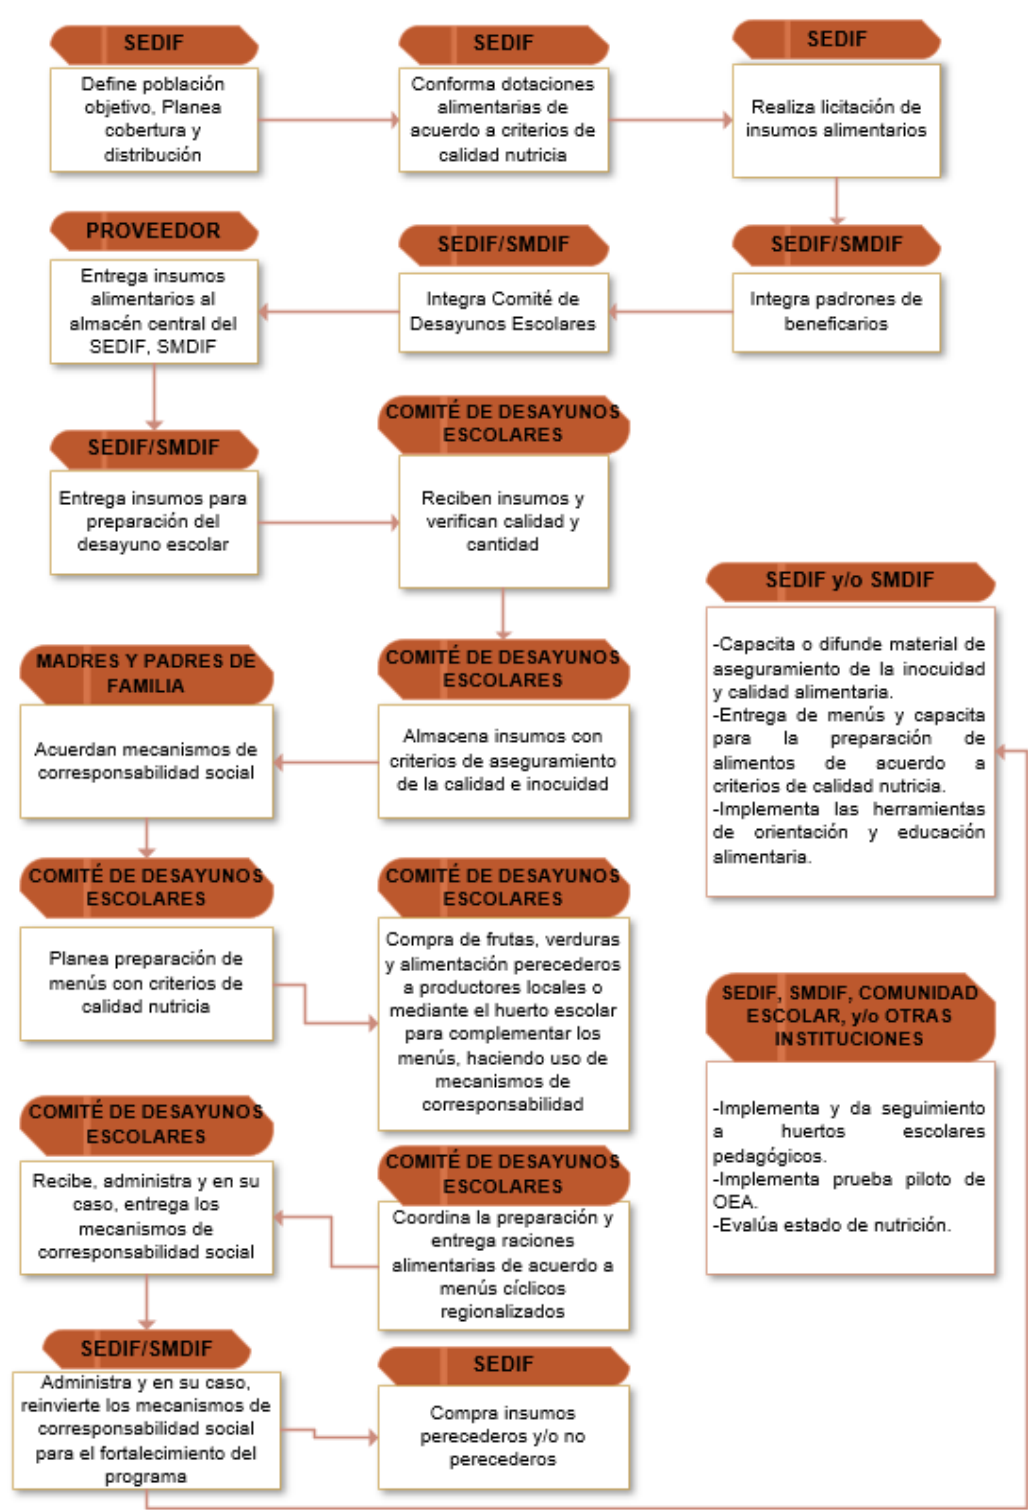 SEDIF
Define población
objetivo, Planea
cobertura y
distribución
SEDIF
Conforma dotaciones
alimentarias de
acuerdo a criterios de
calidad nutricia
SEDIF
Realiza licitación de
insumos alimentarios
SEDIF/SMDIF
Integra padrones de
beneficarios
SEDIF/SMDIF
Integra Comité de
Desayunos Escolares
PROVEEDOR
Entrega insumos
alimentarios al
almacén central del
SEDIF, SMDIF
SEDIF/SMDIF
Entrega insumos para
preparación del
desayuno escolar
COMITÉ DE DESAYUNOS
ESCOLARES
Reciben insumos y
verifican calidad y
cantidad
COMITÉ DE DESAYUNOS
ESCOLARES
Almacena insumos con
criterios de aseguramiento
de la calidad e inocuidad
MADRES Y PADRES DE
FAMILIA
Acuerdan mecanismos de
corresponsabilidad social
COMITÉ DE DESAYUNOS
ESCOLARES
Planea preparación de
menús con criterios de
calidad nutricia
COMITÉ DE DESAYUNOS
ESCOLARES
Compra de frutas, verduras
y alimentación perecederos
a productores locales o
mediante el huerto escolar
para complementar los
menús, haciendo uso de
mecanismos de
corresponsabilidad
COMITÉ DE DESAYUNOS
ESCOLARES
Coordina la preparación y
entrega raciones
alimentarias de acuerdo a
menús cíclicos
regionalizados
COMITÉ DE DESAYUNOS
ESCOLARES
Recibe, administra y en su
caso, entrega los
mecanismos de
corresponsabilidad social
SEDIF/SMDIF
Administra y en su caso,
reinvierte los mecanismos de
corresponsabilidad social
para el fortalecimiento del
programa
SEDIF
Compra insumos
perecederos y/o no
perecederos
SEDIF y/o SMDIF
-Capacita o difunde material de
aseguramiento de la inocuidad
y calidad alimentaria.
-Entrega de menús y capacita
para la preparación de
alimentos de acuerdo a
criterios de calidad nutricia.
-Implementa las herramientas
de orientación y educación
alimentaria.
SEDIF, SMDIF, COMUNIDAD
ESCOLAR, y/o OTRAS
INSTITUCIONES
-Implementa y da seguimiento
a huertos escolares
pedagógicos.
-Implementa prueba piloto de
OEA.
-Evalúa estado de nutrición.